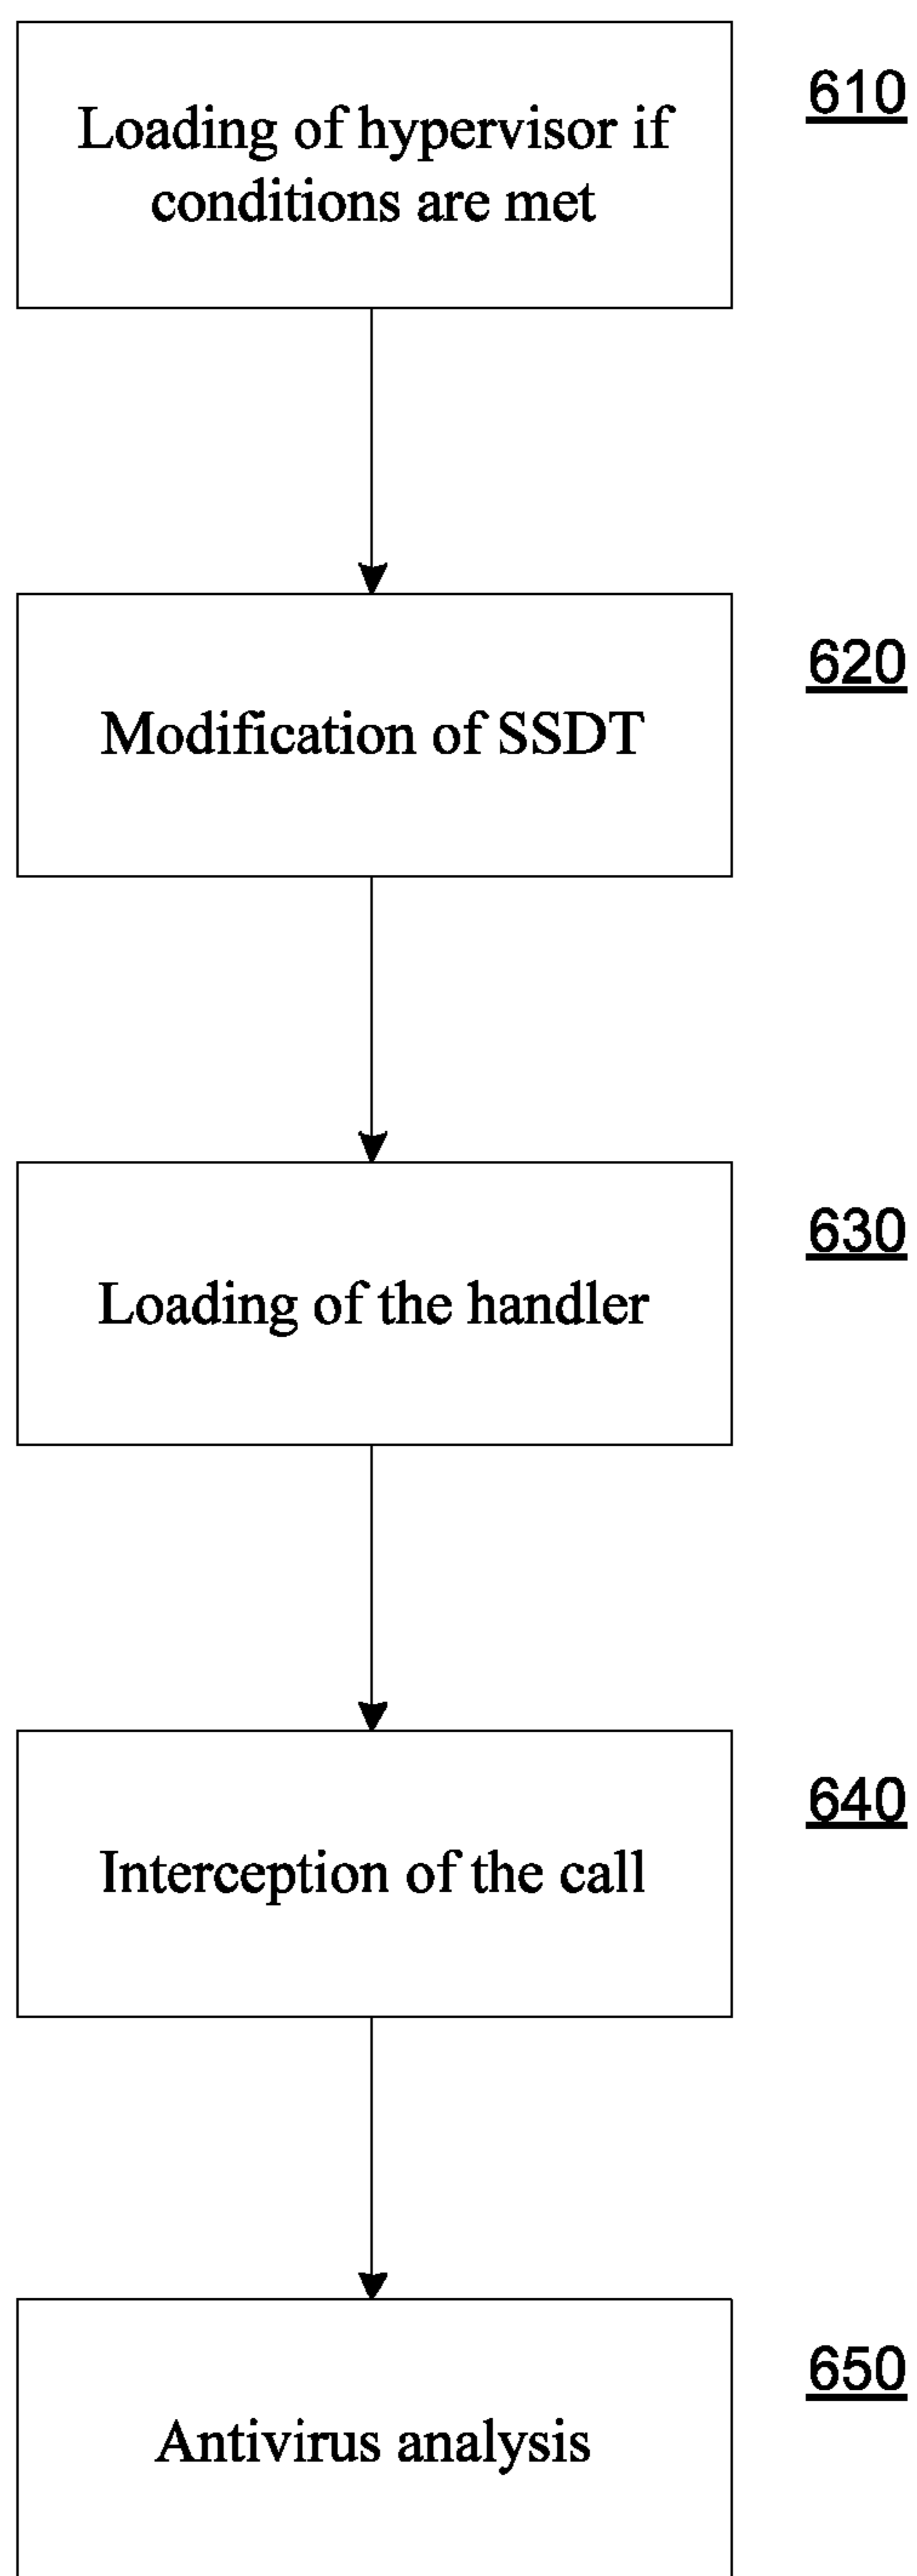 Loading of hypervisor if
conditions are met
610
Modification of SSDT
620
Loading of the handler
630
Interception of the call
640
Antivirus analysis
650